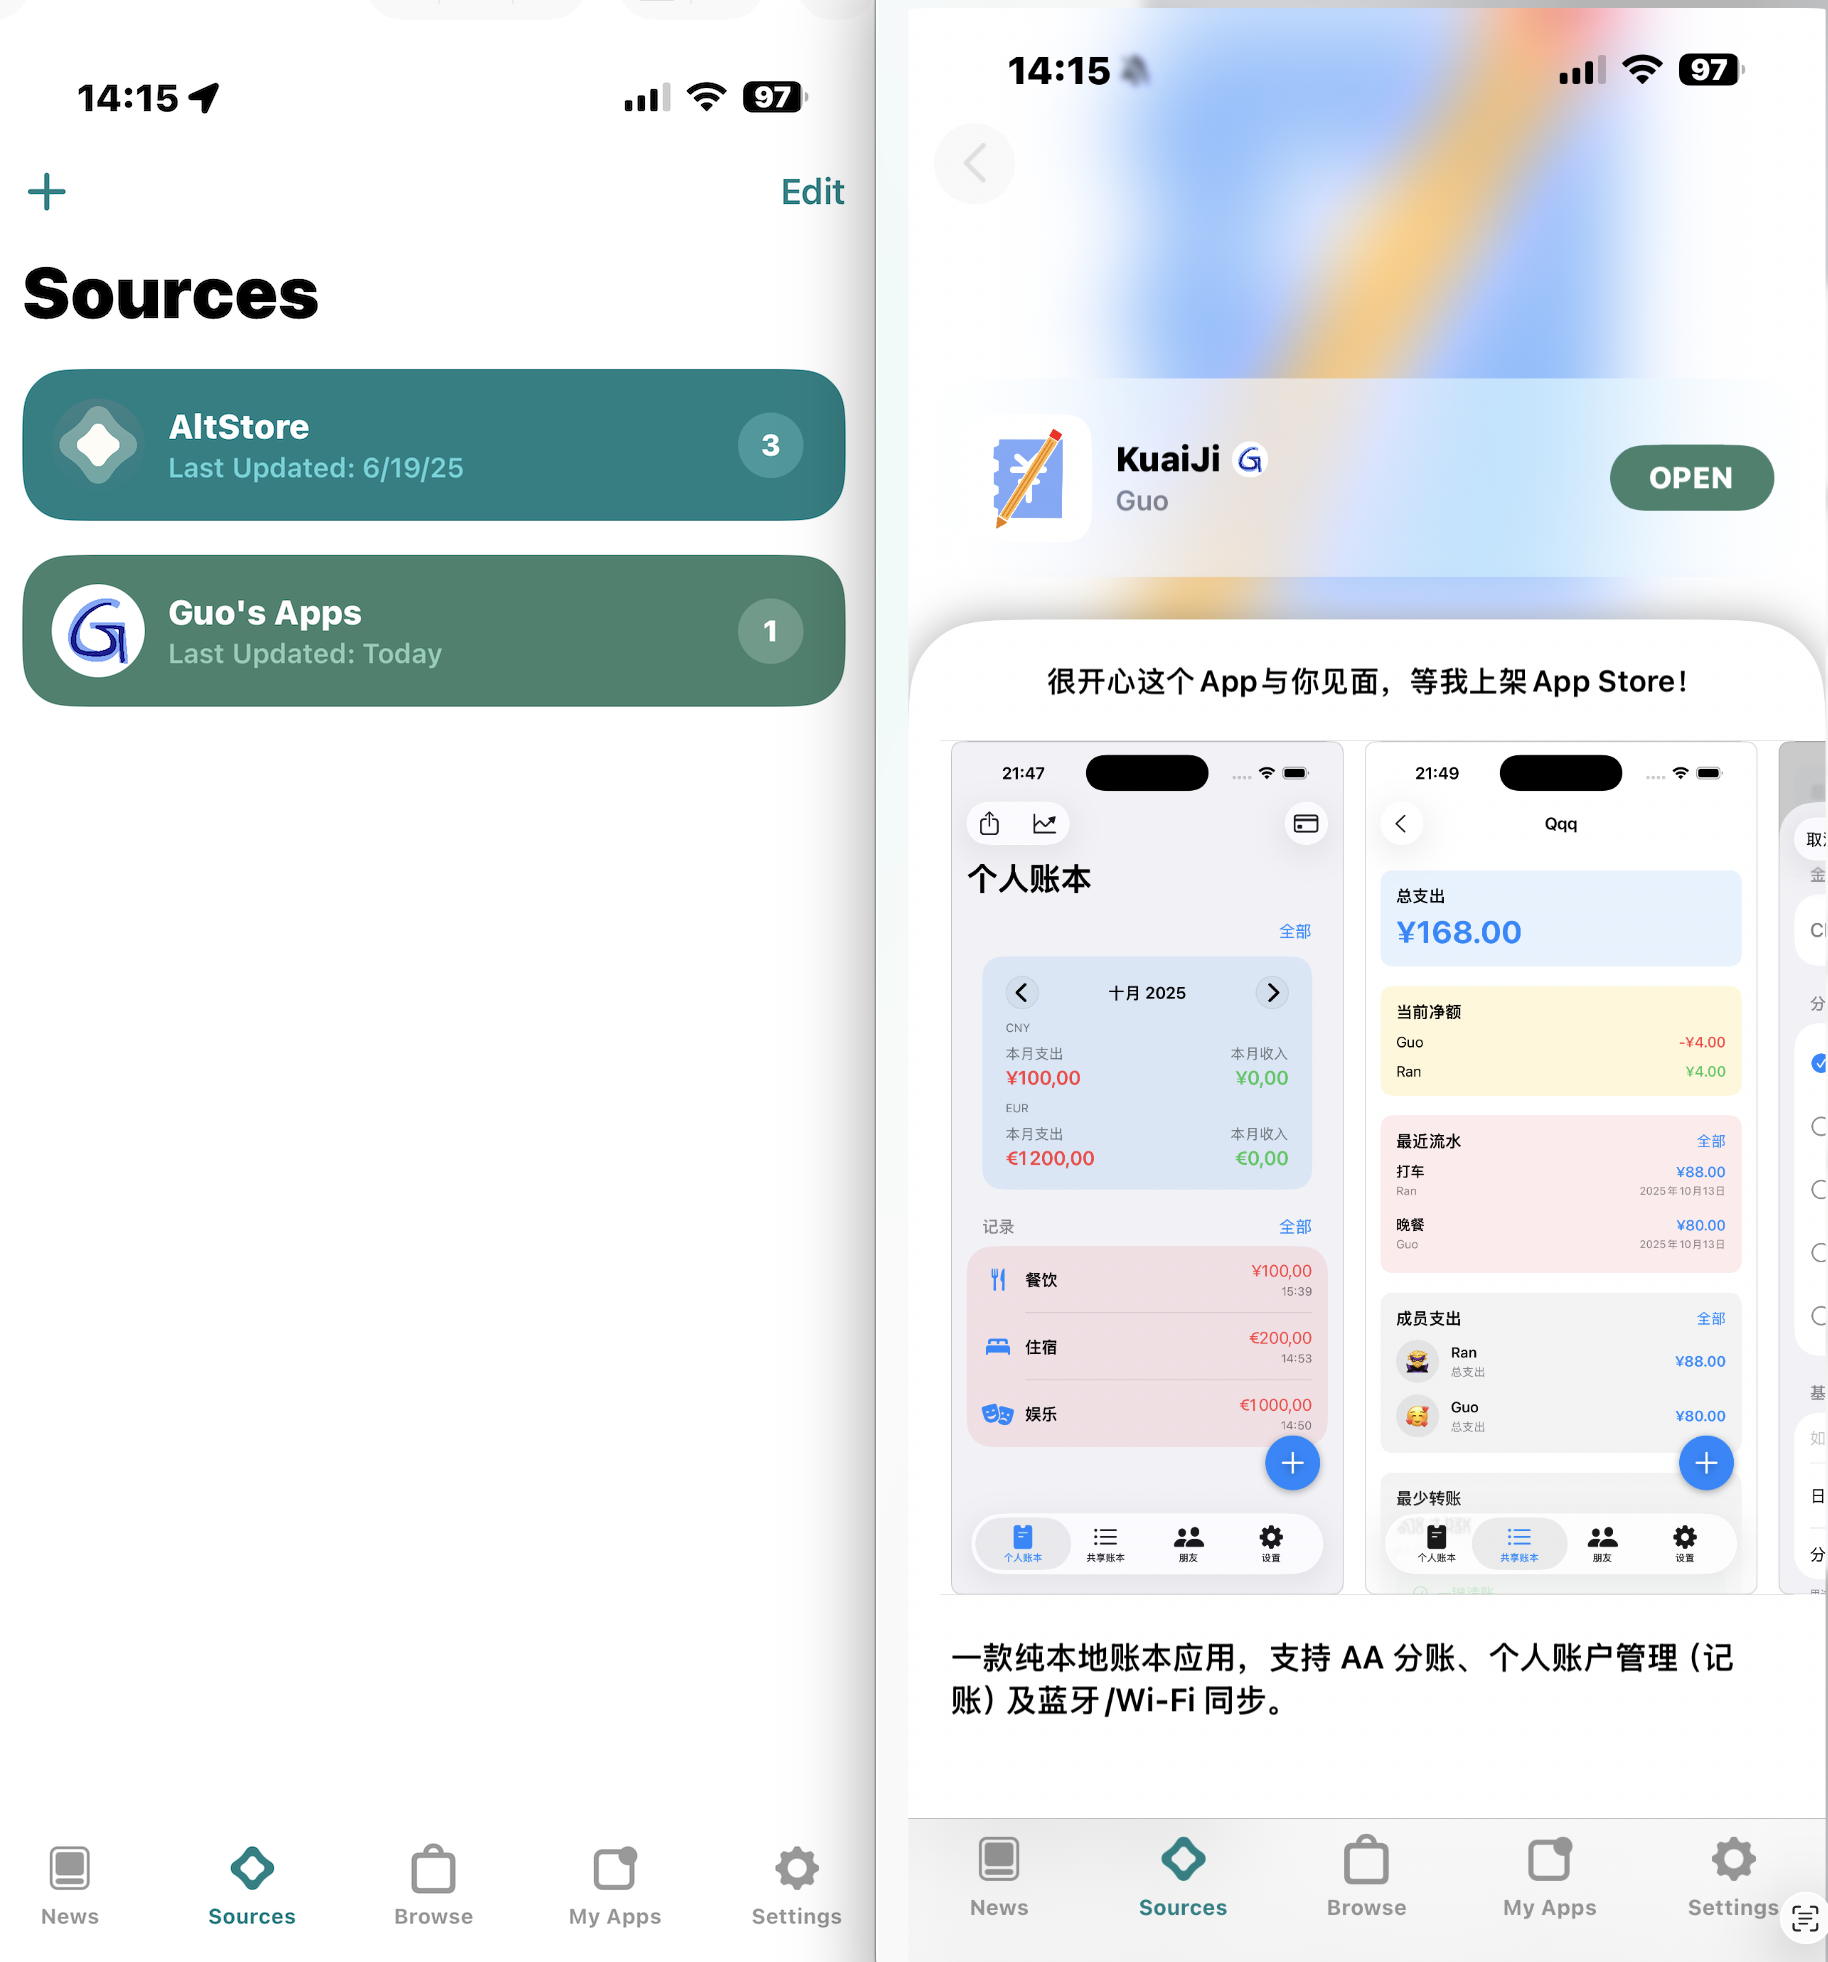 14:15
97
Edit
Sources
AltStore
Last Updated: 6/19/25
3
Guo's Apps
Last Updated: Today
1
News
Sources
Browse
My Apps
Settings
14:15
97
KuaiJi
Guo
OPEN
很开心这个App与你见面，等我上架App Store!
21:47
个人账本
全部
十月 2025
CNY
本月支出
本月收入
¥100,00
¥0,00
EUR
本月支出
本月收入
€1200,00
€0,00
记录
全部
餐饮
¥100,00
15:39
住宿
€200,00
14:53
娱乐
€1000,00
14:50
个人账本
共享账本
朋友
设置
21:49
Qqq
总支出
¥168.00
当前净额
Guo
-¥4.00
Ran
¥4.00
最近流水
全部
打车
¥88.00
Ran
2025年10月13日
晚餐
¥80.00
Guo
2025年10月13日
成员支出
全部
Ran
¥88.00
总支出
Guo
¥80.00
总支出
最少转账
个人账本
共享账本
朋友
设置
金
分
基
如
日
分
一款纯本地账本应用，支持 AA 分账、个人账户管理（记
账）及蓝牙/Wi-Fi 同步。
News
Sources
Browse
My Apps
Settings